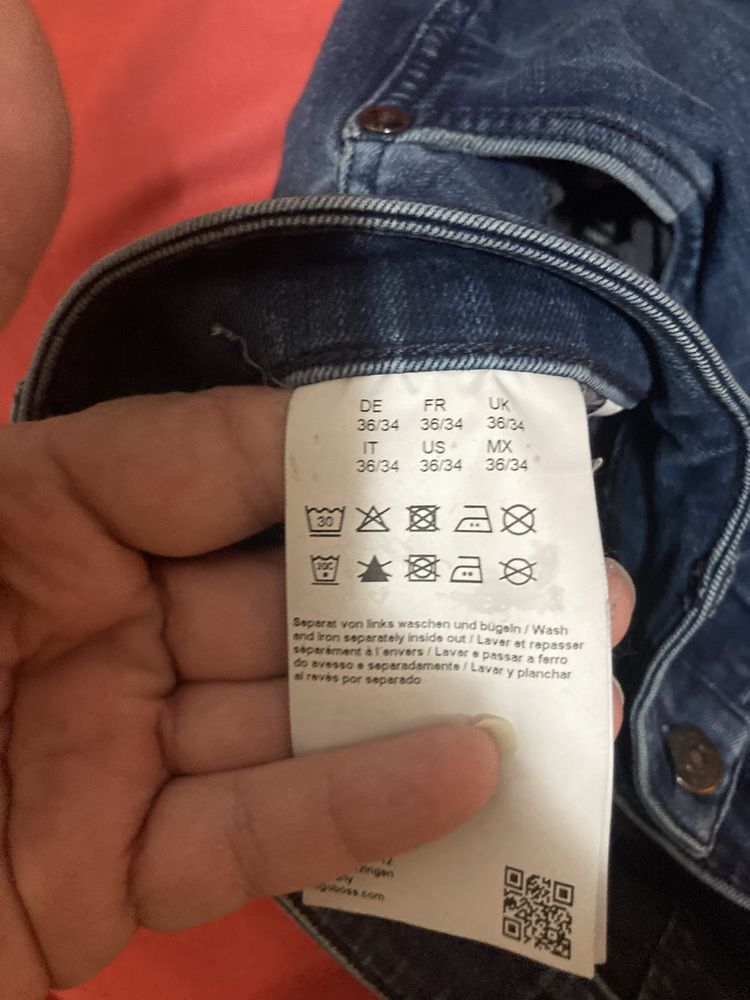 DE FR UK
36/34 36/34 36/34
IT US MX
36/34 36/34 36/34
30
30C
Separat von links waschen und bügeln / Wash
and iron separately inside out / Laver et repasser
séparément à l'envers / Lavar e passar a ferro
do avesso e separadamente / Lavar y planchar
al revés por separado